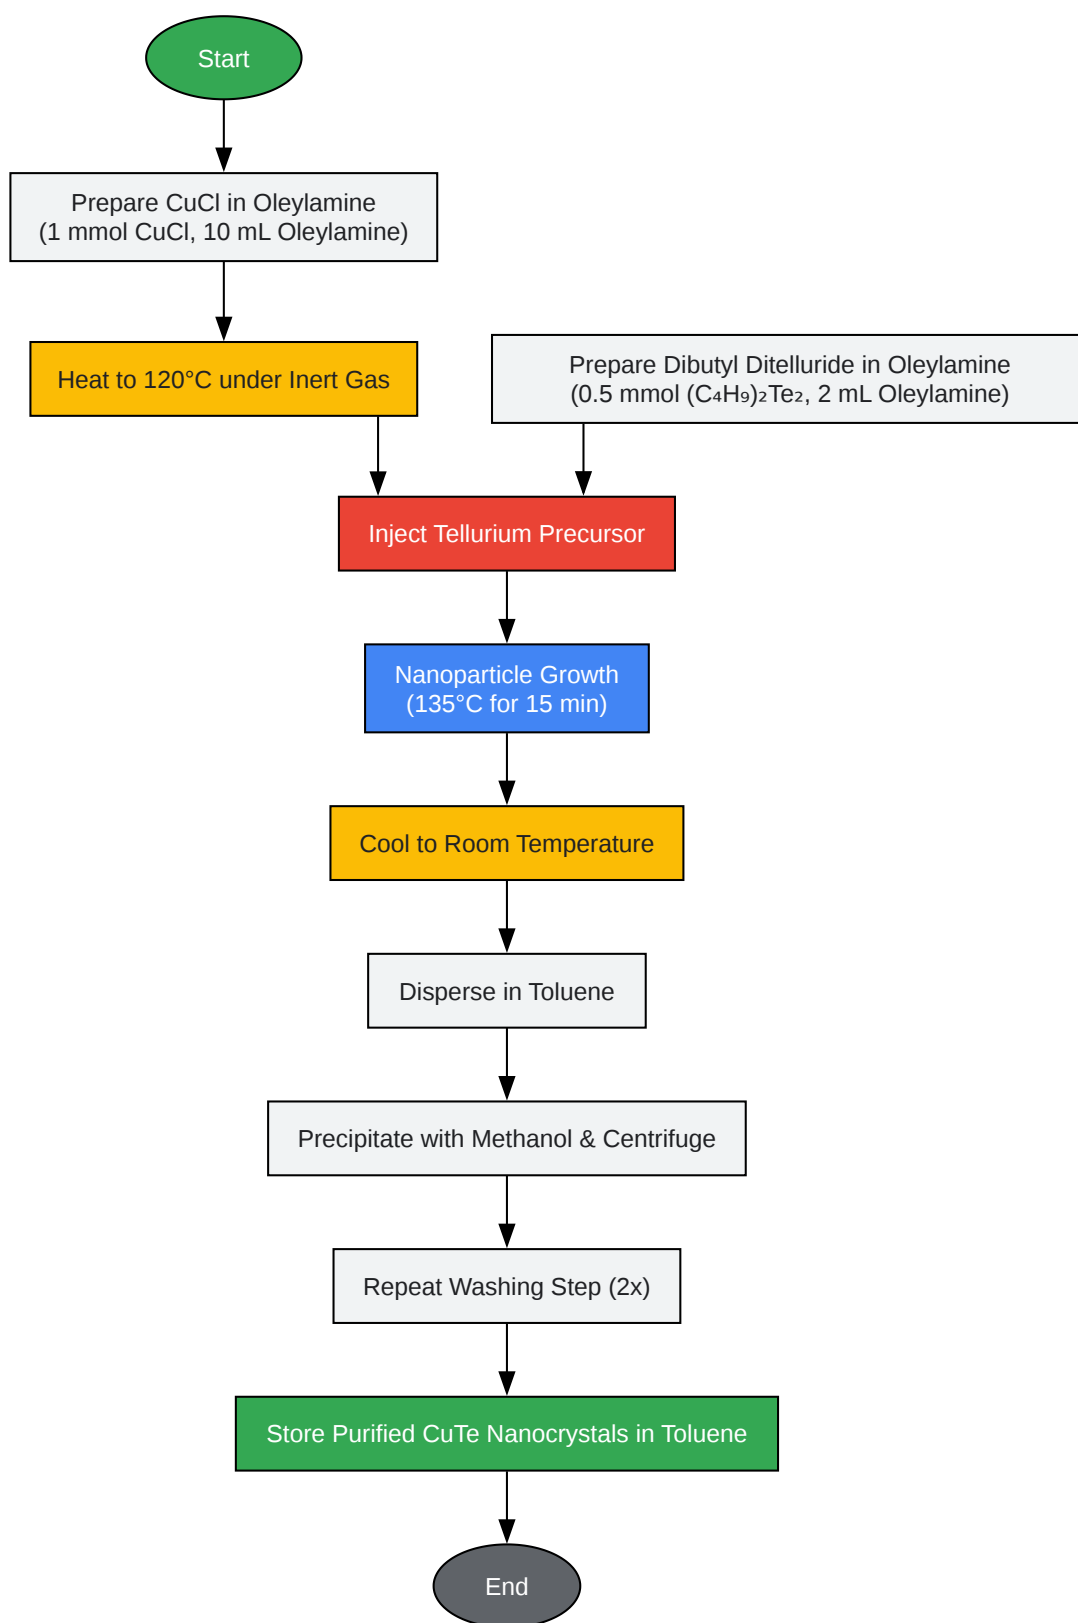 Start
Prepare CuCl in Oleylamine
(1 mmol CuCl, 10 mL Oleylamine)
Heat to 120°C under Inert Gas
Prepare Dibutyl Ditelluride in Oleylamine
(0.5 mmol (C₄H₉)₂Te₂, 2 mL Oleylamine)
Inject Tellurium Precursor
Nanoparticle Growth
(135°C for 15 min)
Cool to Room Temperature
Disperse in Toluene
Precipitate with Methanol & Centrifuge
Repeat Washing Step (2x)
Store Purified CuTe Nanocrystals in Toluene
End